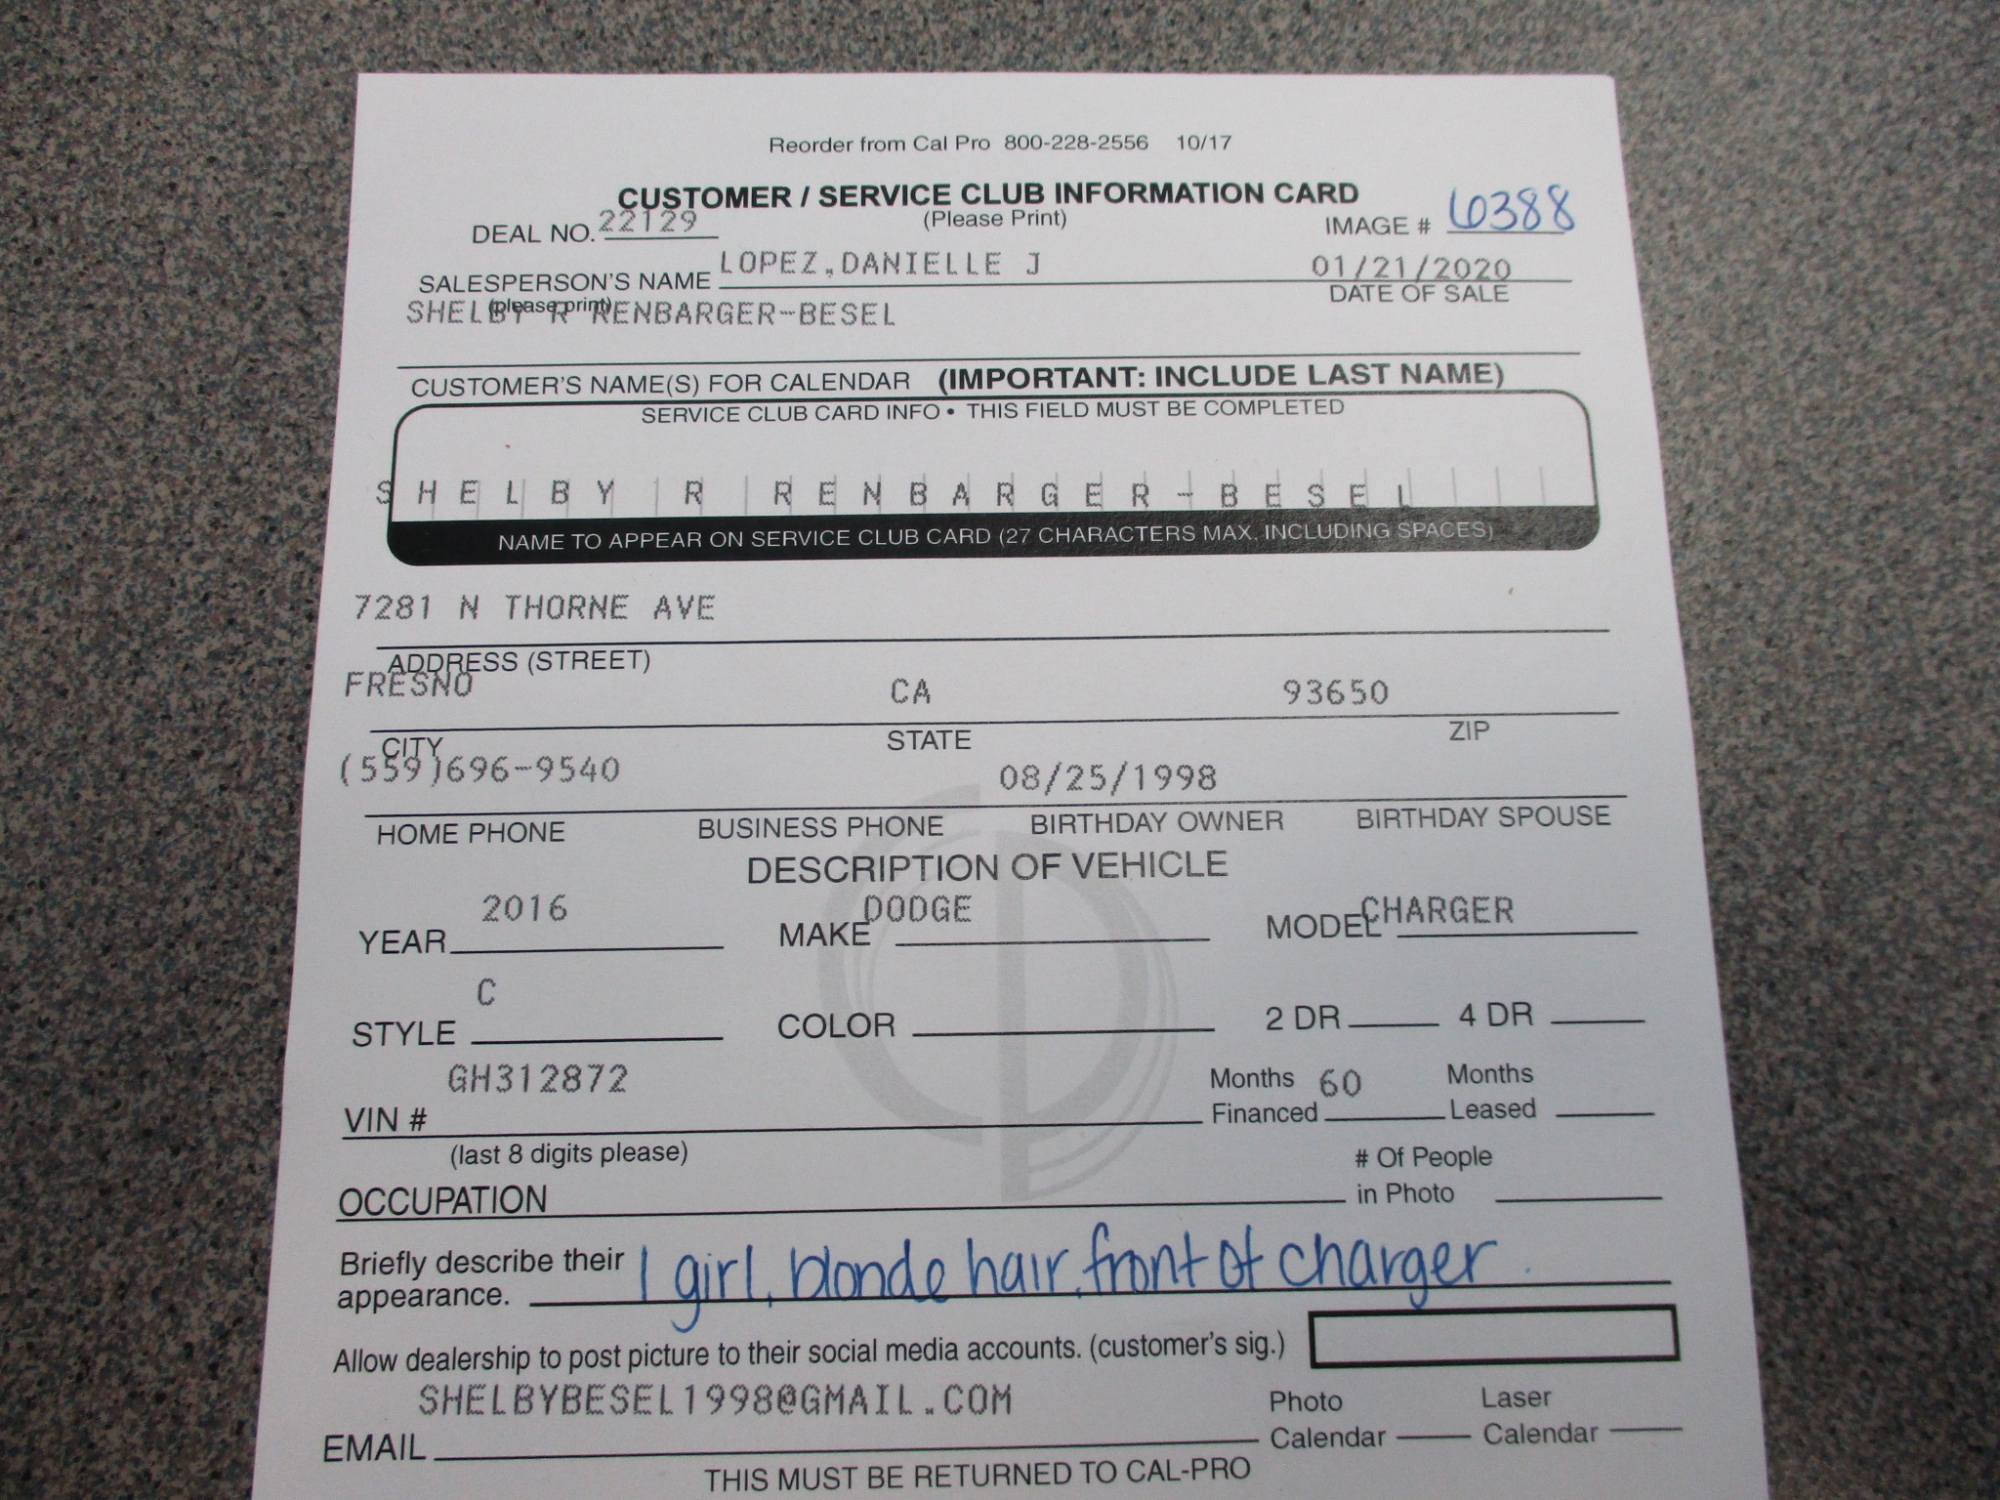 Reorder from Cal Pro 800-228-2556 10/17
CUSTOMER / SERVICE CLUB INFORMATION CARD
DEAL NO. 22129 (Please Print) IMAGE # 6388
SALESPERSON'S NAME LOPEZ,DANIELLE J 01/21/2020
(please print) DATE OF SALE
SHELBY R RENBARGER-BESEL
CUSTOMER'S NAME(S) FOR CALENDAR (IMPORTANT: INCLUDE LAST NAME)
SERVICE CLUB CARD INFO • THIS FIELD MUST BE COMPLETED
SHELBY R RENBARGER-BESEL
NAME TO APPEAR ON SERVICE CLUB CARD (27 CHARACTERS MAX. INCLUDING SPACES)
7281 N THORNE AVE
ADDRESS (STREET)
FRESNO CA 93650
CITY STATE ZIP
(559)696-9540 08/25/1998
HOME PHONE BUSINESS PHONE BIRTHDAY OWNER BIRTHDAY SPOUSE
DESCRIPTION OF VEHICLE
YEAR 2016 MAKE DODGE MODEL CHARGER
STYLE C COLOR 2 DR 4 DR
GH312872 Months 60 Months
VIN # Financed Leased
(last 8 digits please) # Of People
OCCUPATION in Photo
Briefly describe their 1 girl, blonde hair, front of charger.
appearance.
Allow dealership to post picture to their social media accounts. (customer's sig.)
SHELBYBESEL1998@GMAIL.COM Photo Laser
EMAIL Calendar Calendar
THIS MUST BE RETURNED TO CAL-PRO